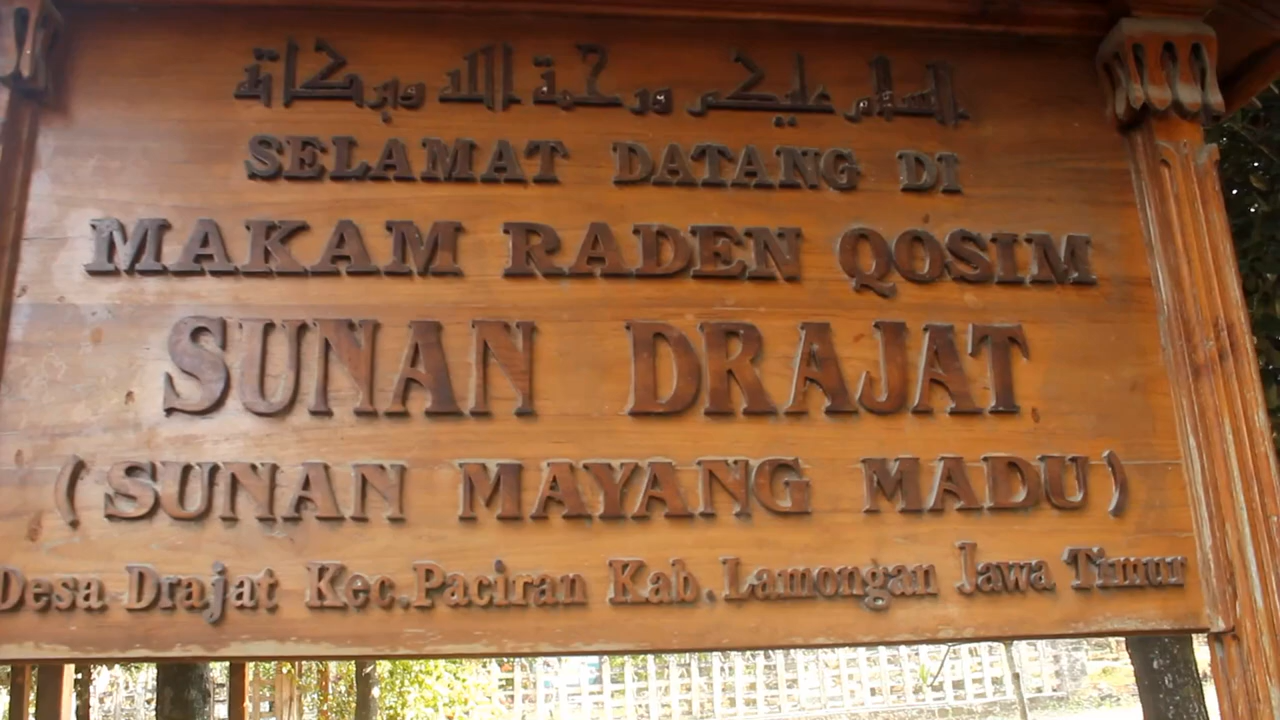 السلام عليكم ورحمة الله وبركاته
SELAMAT DATANG DI
MAKAM RADEN QOSIM
SUNAN DRAJAT
(SUNAN MAYANG MADU)
Desa Drajat Kec.Paciran Kab.Lamongan Jawa Timur